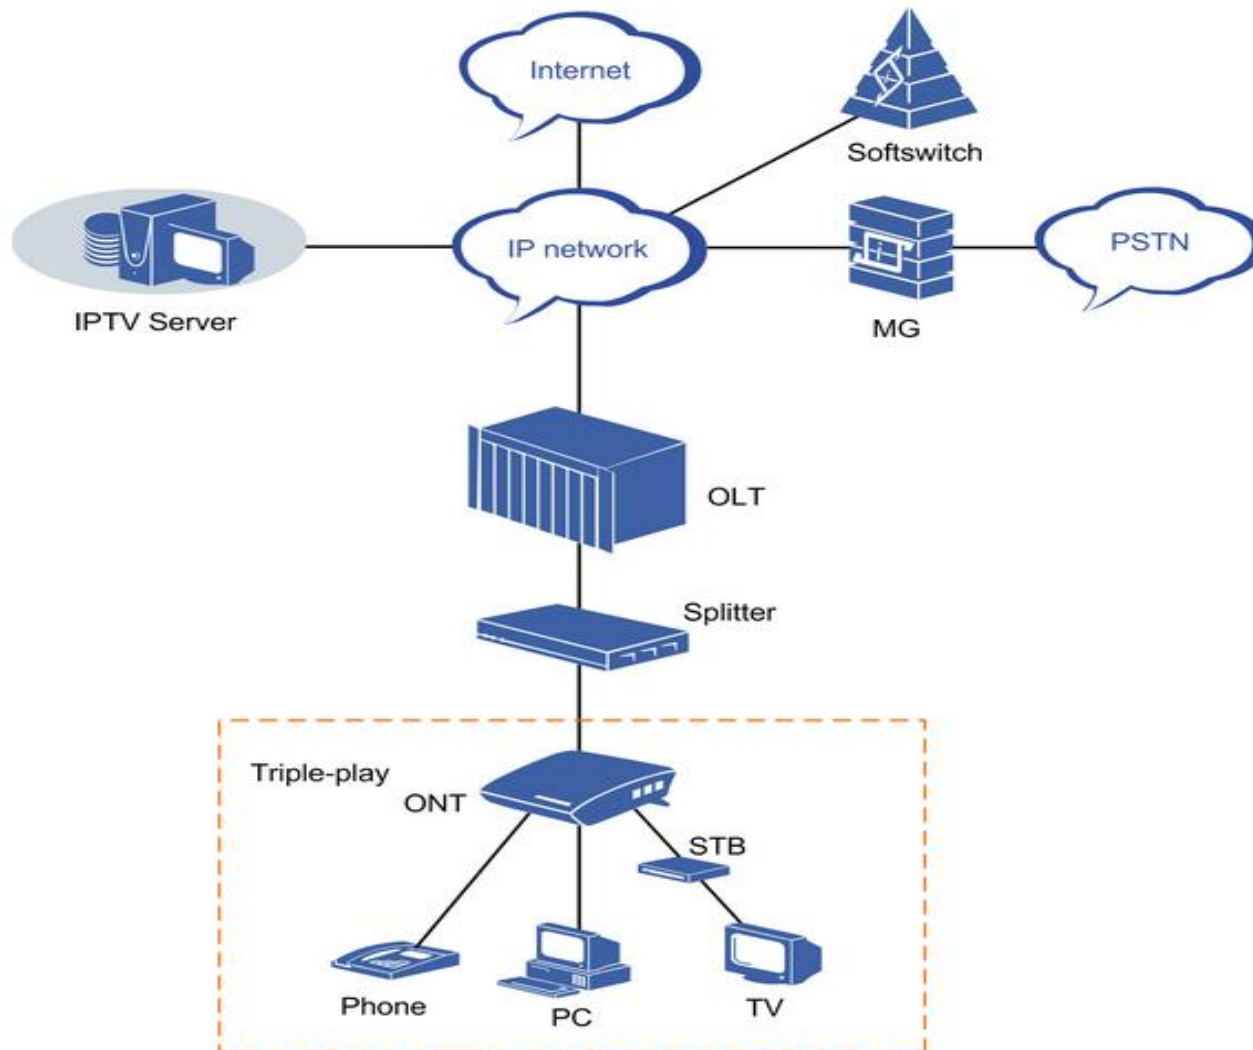 Internet
Softswitch
IP network
PSTN
IPTV Server
MG
OLT
Splitter
Triple-play
ONT
STB
Phone
PC
TV